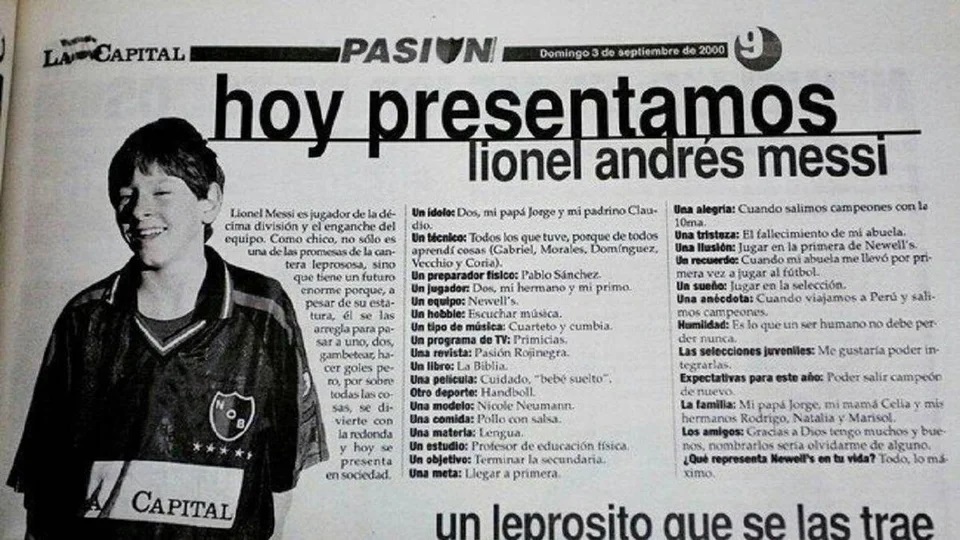 LA CAPITAL
PASION
Domingo 3 de septiembre de 2000
9
hoy presentamos
lionel andrés messi
Lionel Messi es jugador de la dé-
cima división y el enganche del
equipo. Como chico, no sólo es
una de las promesas de la can-
tera leprososa, sino
que tiene un futuro
enorme porque, a
pesar de su esta-
tura, él se las
arregla para pa-
sar a uno, dos,
gambetear, ha-
cer goles pe-
ro, por sobre
todas las co-
sas, se di-
vierte con
la redonda
y hoy se
presenta
en sociedad.
Un ídolo: Dos, mi papá Jorge y mi padrino Clau-
dio.
Un técnico: Todos los que tuve, porque de todos
aprendí cosas (Gabriel, Morales, Domínguez,
Vecchio y Coria).
Un preparador físico: Pablo Sánchez.
Un jugador: Dos, mi hermano y mi primo.
Un equipo: Newell's.
Un hobbie: Escuchar música.
Un tipo de música: Cuarteto y cumbia.
Un programa de TV: Primicias.
Una revista: Pasión Rojinegra.
Un libro: La Biblia.
Una película: Cuidado, "bebé suelto".
Otro deporte: Handboll.
Una modelo: Nicole Neumann.
Una comida: Pollo con salsa.
Una materia: Lengua.
Un estudio: Profesor de educación física.
Un objetivo: Terminar la secundaria.
Una meta: Llegar a primera.
Una alegría: Cuando salimos campeones con la
10ma.
Una tristeza: El fallecimiento de mi abuela.
Una ilusión: Jugar en la primera de Newell's.
Un recuerdo: Cuando mi abuela me llevó por pri-
mera vez a jugar al fútbol.
Un sueño: Jugar en la selección.
Una anécdota: Cuando viajamos a Perú y sali-
mos campeones.
Humildad: Es lo que un ser humano no debe per-
der nunca.
Las selecciones juveniles: Me gustaría poder in-
tegrarlas.
Expectativas para este año: Poder salir campeón
de nuevo.
La familia: Mi papá Jorge, mi mamá Celia y mis
hermanos Rodrigo, Natalia y Marisol.
Los amigos: Gracias a Dios tengo muchos y bue-
nos, nombrarlos sería olvidarme de alguno.
¿Qué representa Newell's en tu vida? Todo, lo má-
ximo.
NOB
A CAPITAL
un leprosito que se las trae